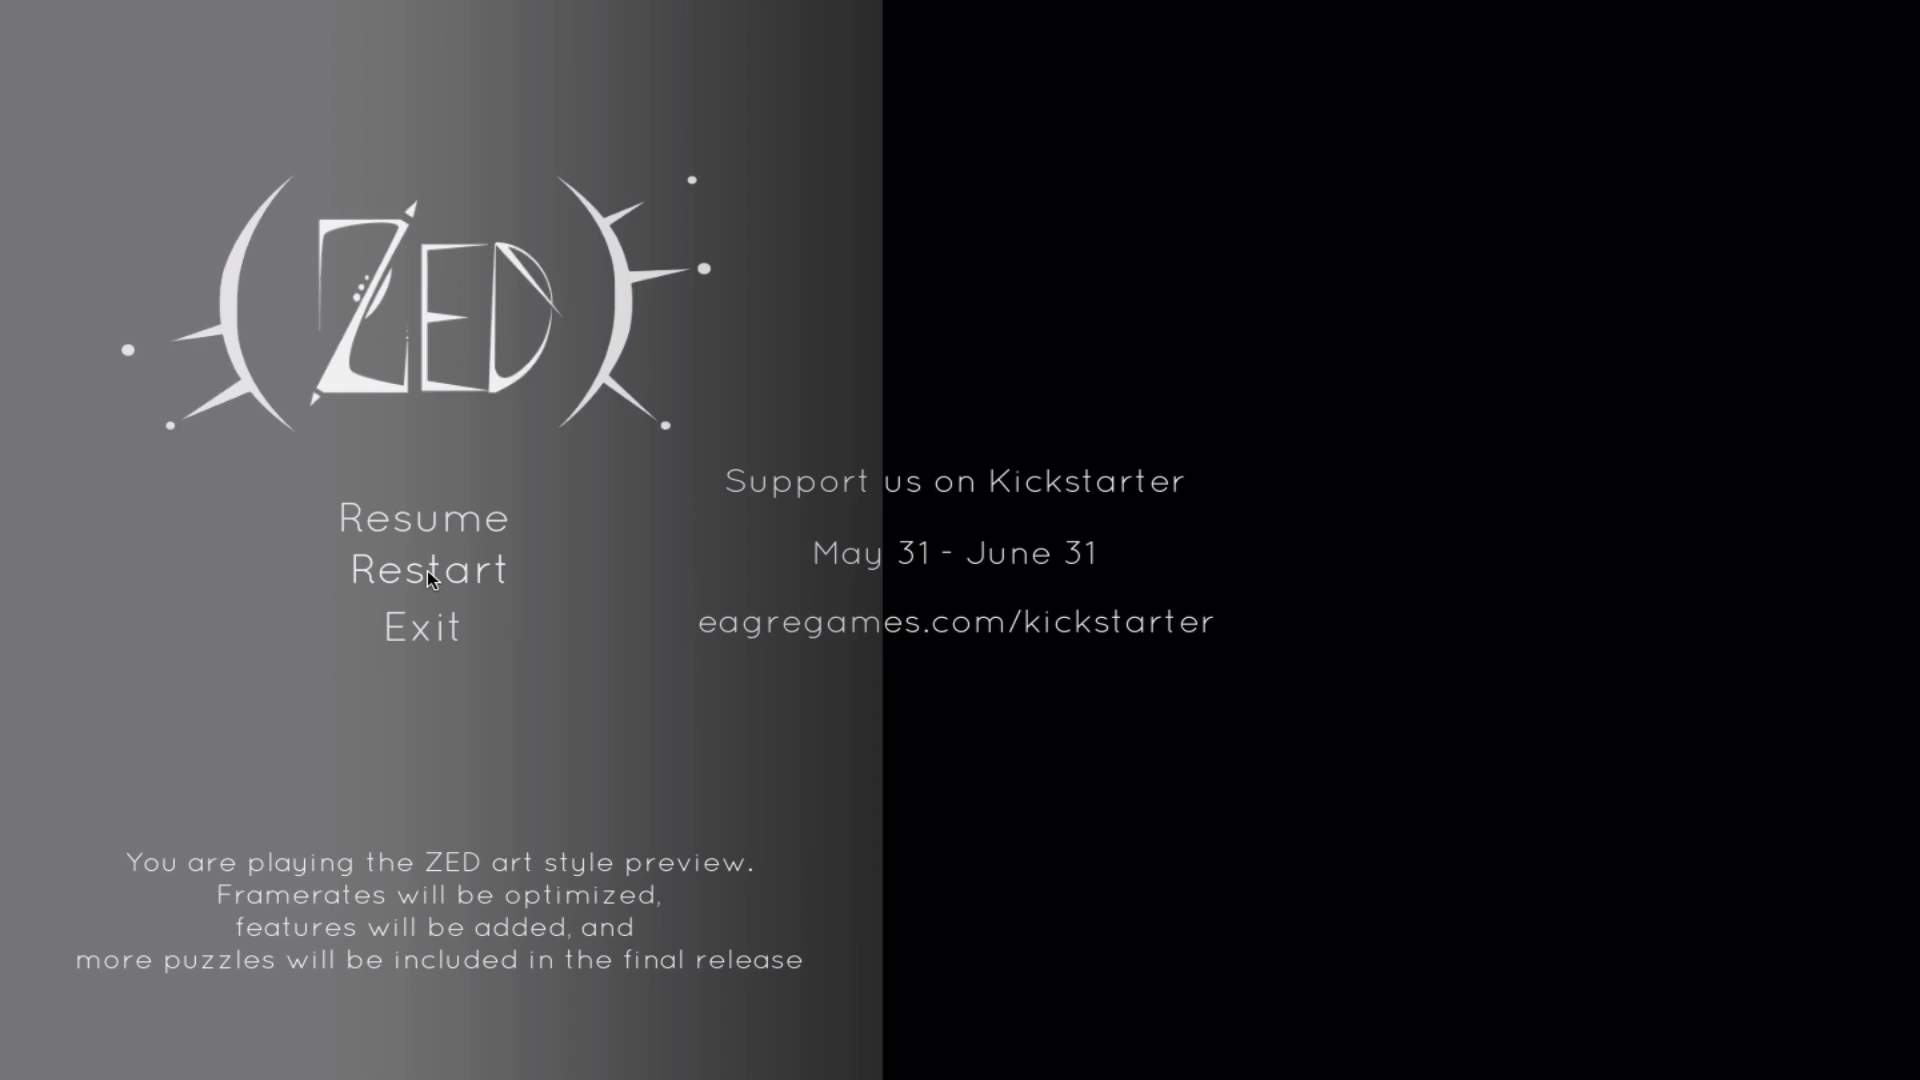 ZED
Resume
Restart
Exit
Support us on Kickstarter
May 31 - June 31
eagregames.com/kickstarter
You are playing the ZED art style preview.
Framerates will be optimized,
features will be added, and
more puzzles will be included in the final release